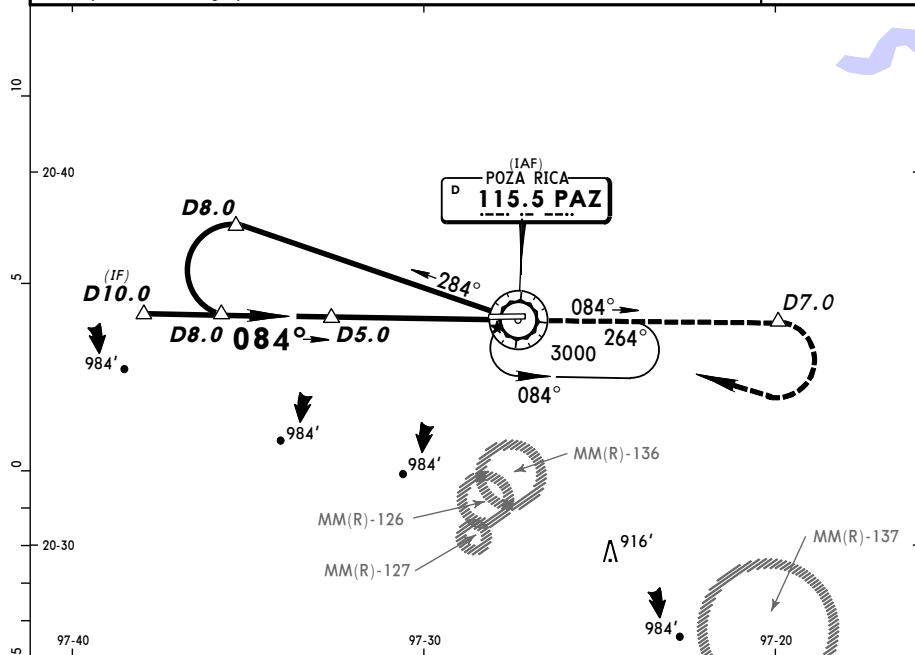 10
20-40
(IAF)
POZA RICA
D 115.5 PAZ
D8.0
5
(IF)
D10.0
284°
084°
D7.0
D8.0 084° D5.0
264°
3000
984'
084°
984'
984'
0
MM(R)-136
MM(R)-126
20-30
916'
MM(R)-137
MM(R)-127
984'
5
97-40
97-30
97-20